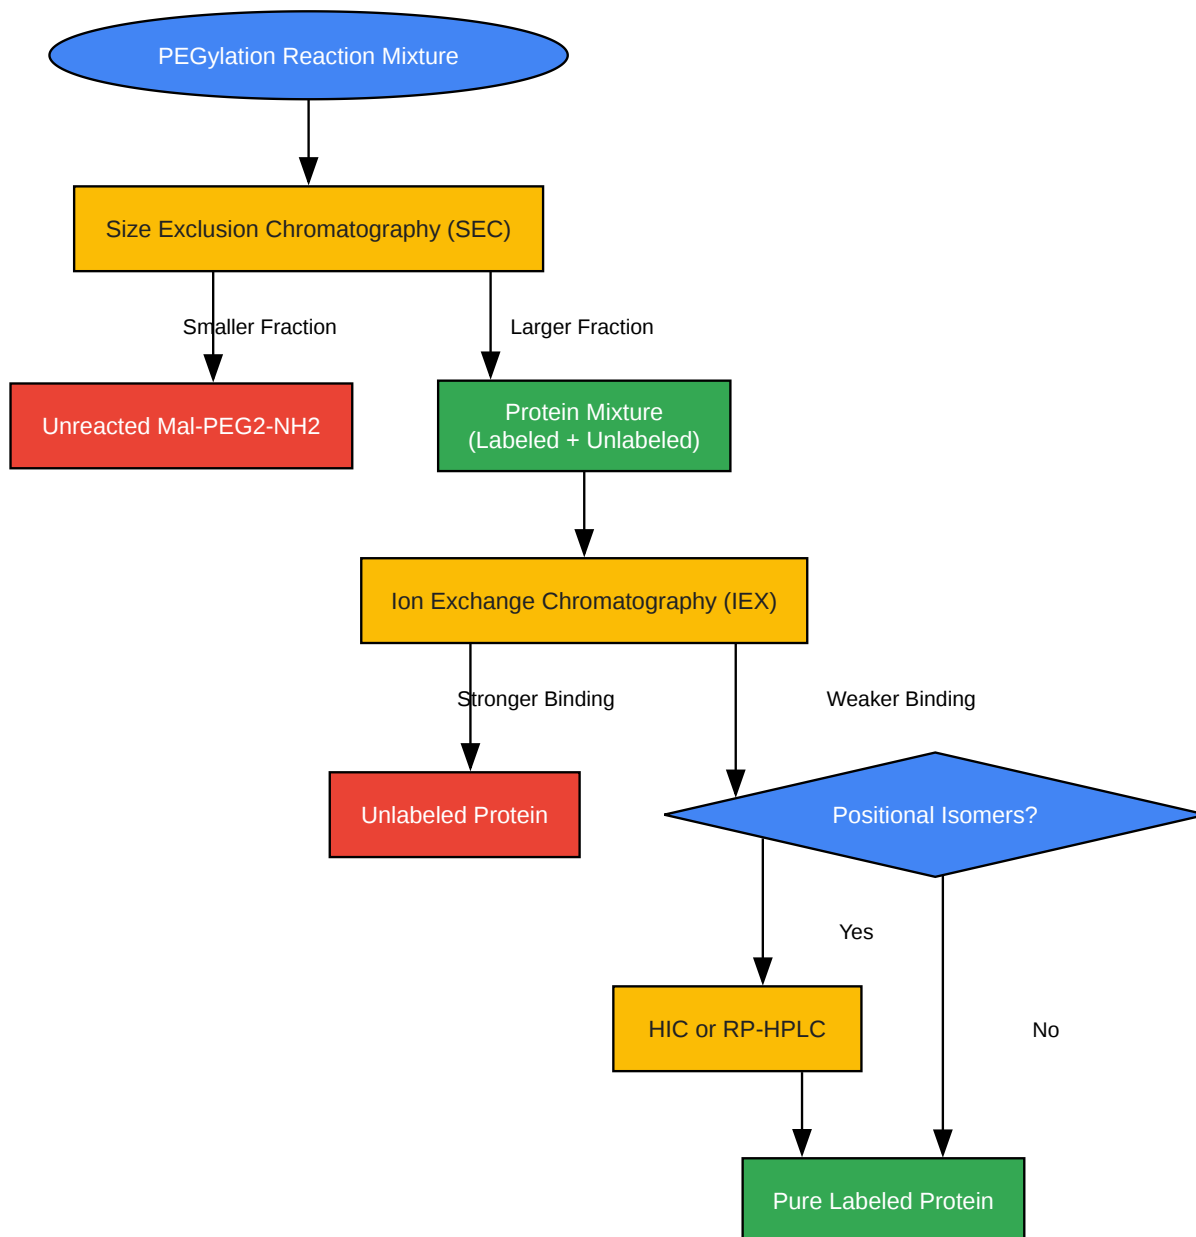 PEGylation Reaction Mixture
Size Exclusion Chromatography (SEC)
Smaller Fraction
Larger Fraction
Unreacted Mal-PEG2-NH2
Protein Mixture
(Labeled + Unlabeled)
Ion Exchange Chromatography (IEX)
Stronger Binding
Weaker Binding
Unlabeled Protein
Positional Isomers?
Yes
HIC or RP-HPLC
No
Pure Labeled Protein